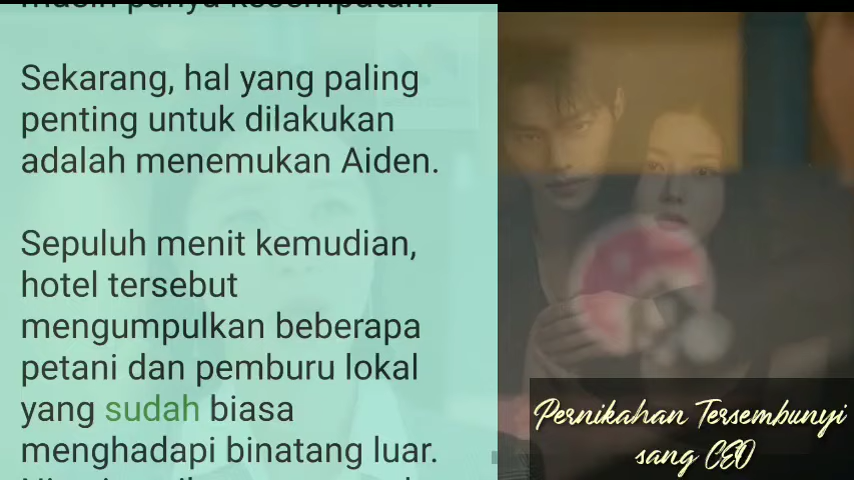 Sekarang, hal yang paling
penting untuk dilakukan
adalah menemukan Aiden.
Sepuluh menit kemudian,
hotel tersebut
mengumpulkan beberapa
petani dan pemburu lokal
yang sudah biasa
menghadapi binatang luar.
Pernikahan Tersembunyi
sang CEO